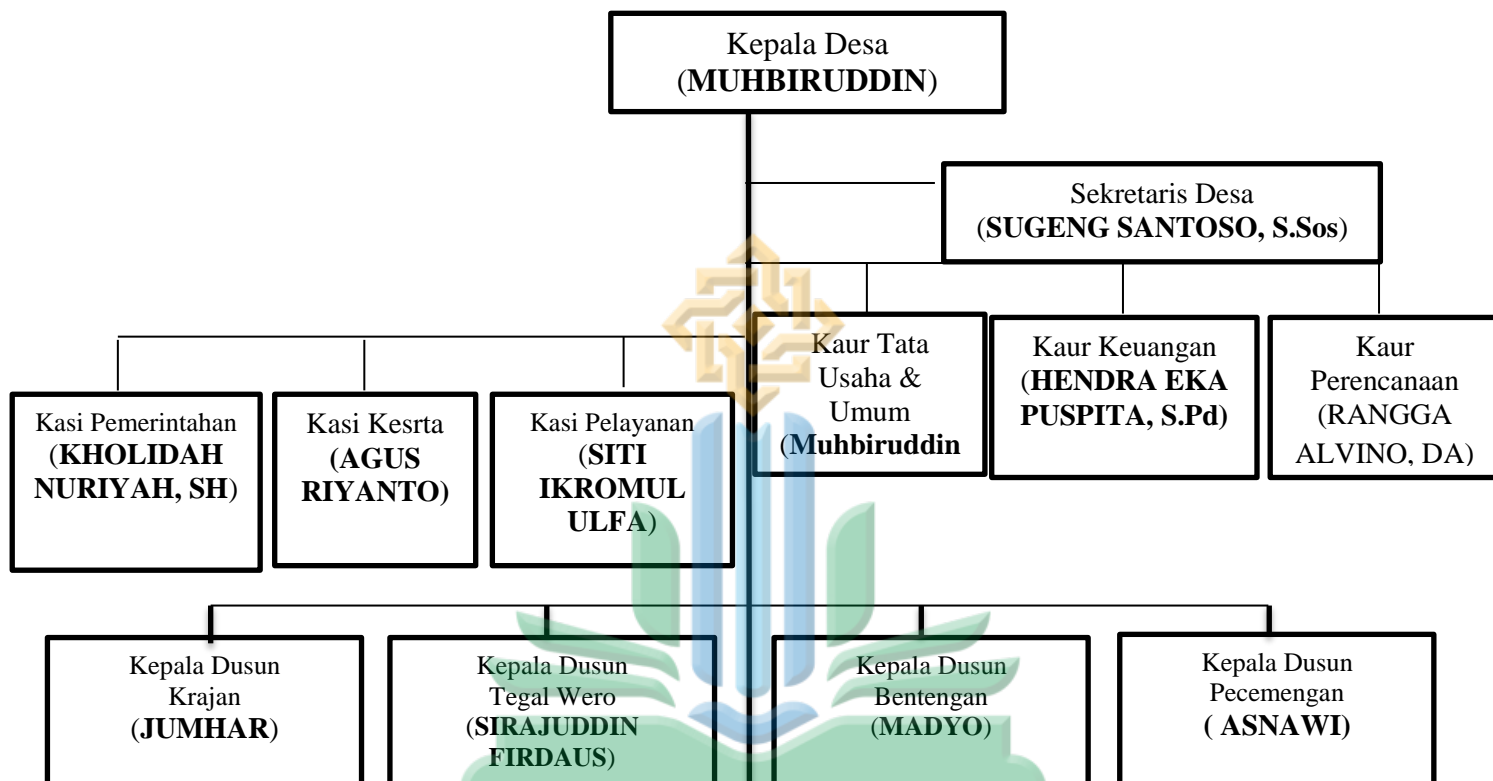 Kepala Desa
(MUHBIRUDDIN)
Sekretaris Desa
(SUGENG SANTOSO, S.Sos)
Kaur Tata
Usaha &
Umum
(Muhbiruddin
Kaur Keuangan
(HENDRA EKA
PUSPITA, S.Pd)
Kaur
Perencanaan
(RANGGA
ALVINO, DA)
Kasi Pemerintahan
(KHOLIDAH
NURIYAH, SH)
Kasi Kesrta
(AGUS
RIYANTO)
Kasi Pelayanan
(SITI
IKROMUL
ULFA)
Kepala Dusun
Krajan
(JUMHAR)
Kepala Dusun
Tegal Wero
(SIRAJUDDIN
FIRDAUS)
Kepala Dusun
Bentengan
(MADYO)
Kepala Dusun
Pecemengan
( ASNAWI)